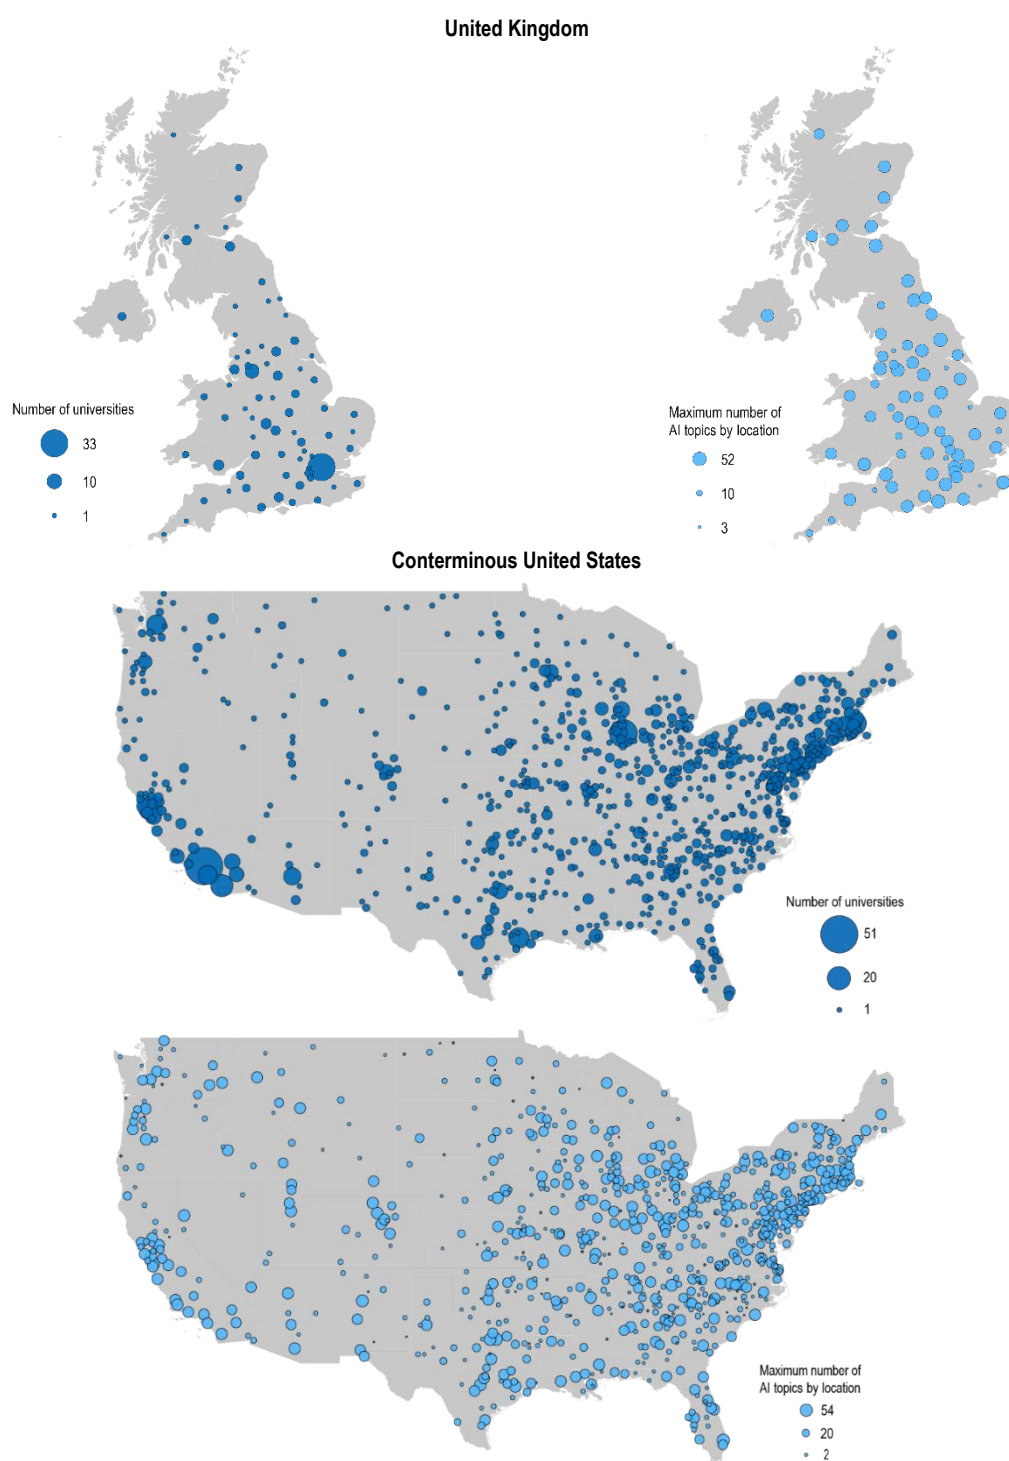 United Kingdom
Number of universities
33
10
1
Maximum number of
AI topics by location
52
10
3
Conterminous United States
Number of universities
51
20
1
Maximum number of
AI topics by location
54
20
2